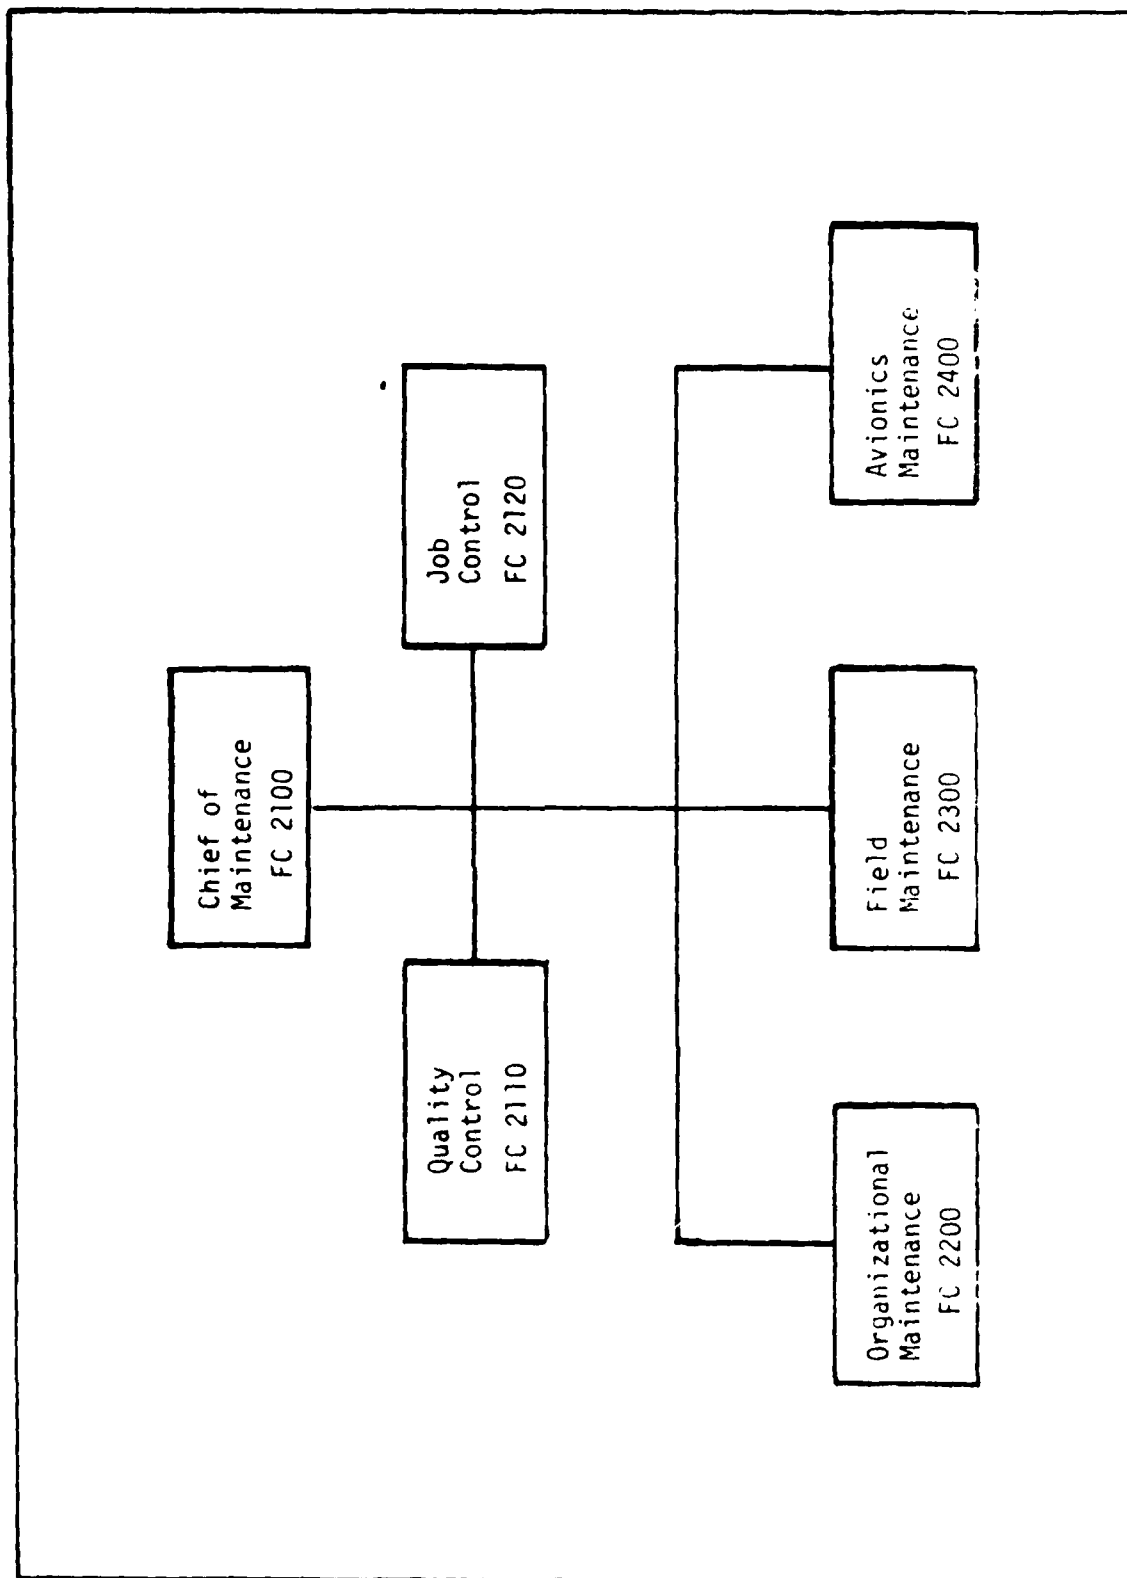 Chief of
Maintenance
FC 2100
Quality
Control
FC 2110
Job
Control
FC 2120
Organizational
Maintenance
FC 2200
Field
Maintenance
FC 2300
Avionics
Maintenance
FC 2400